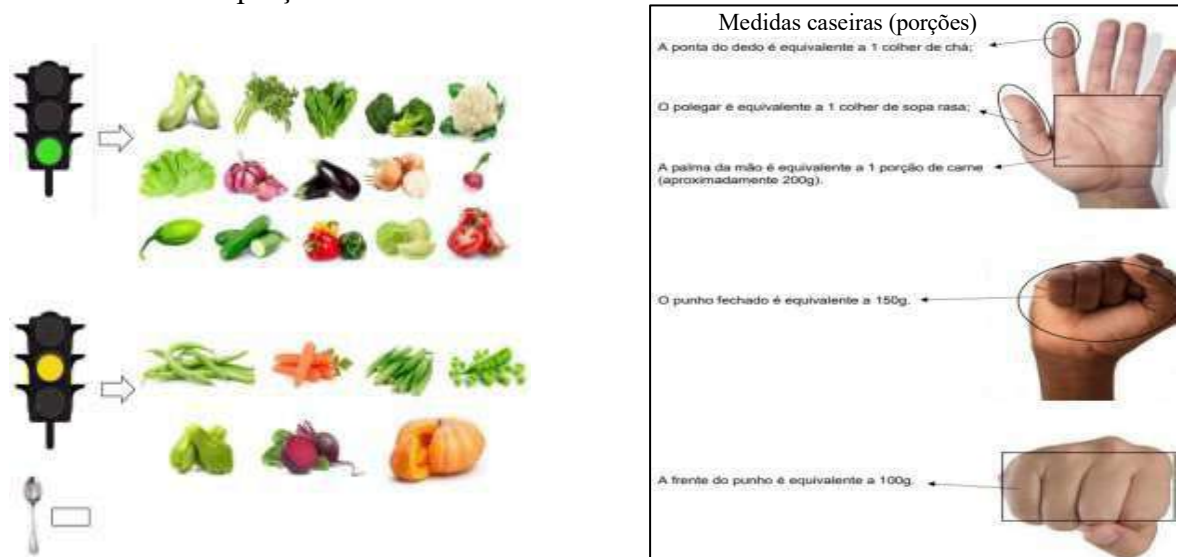 Medidas caseiras (porções)
A ponta do dedo é equivalente a 1 colher de chá;
O polegar é equivalente a 1 colher de sopa rasa;
A palma da mão é equivalente a 1 porção de carne
(aproximadamente 200g).
O punho fechado é equivalente a 150g.
A frente do punho é equivalente a 100g.